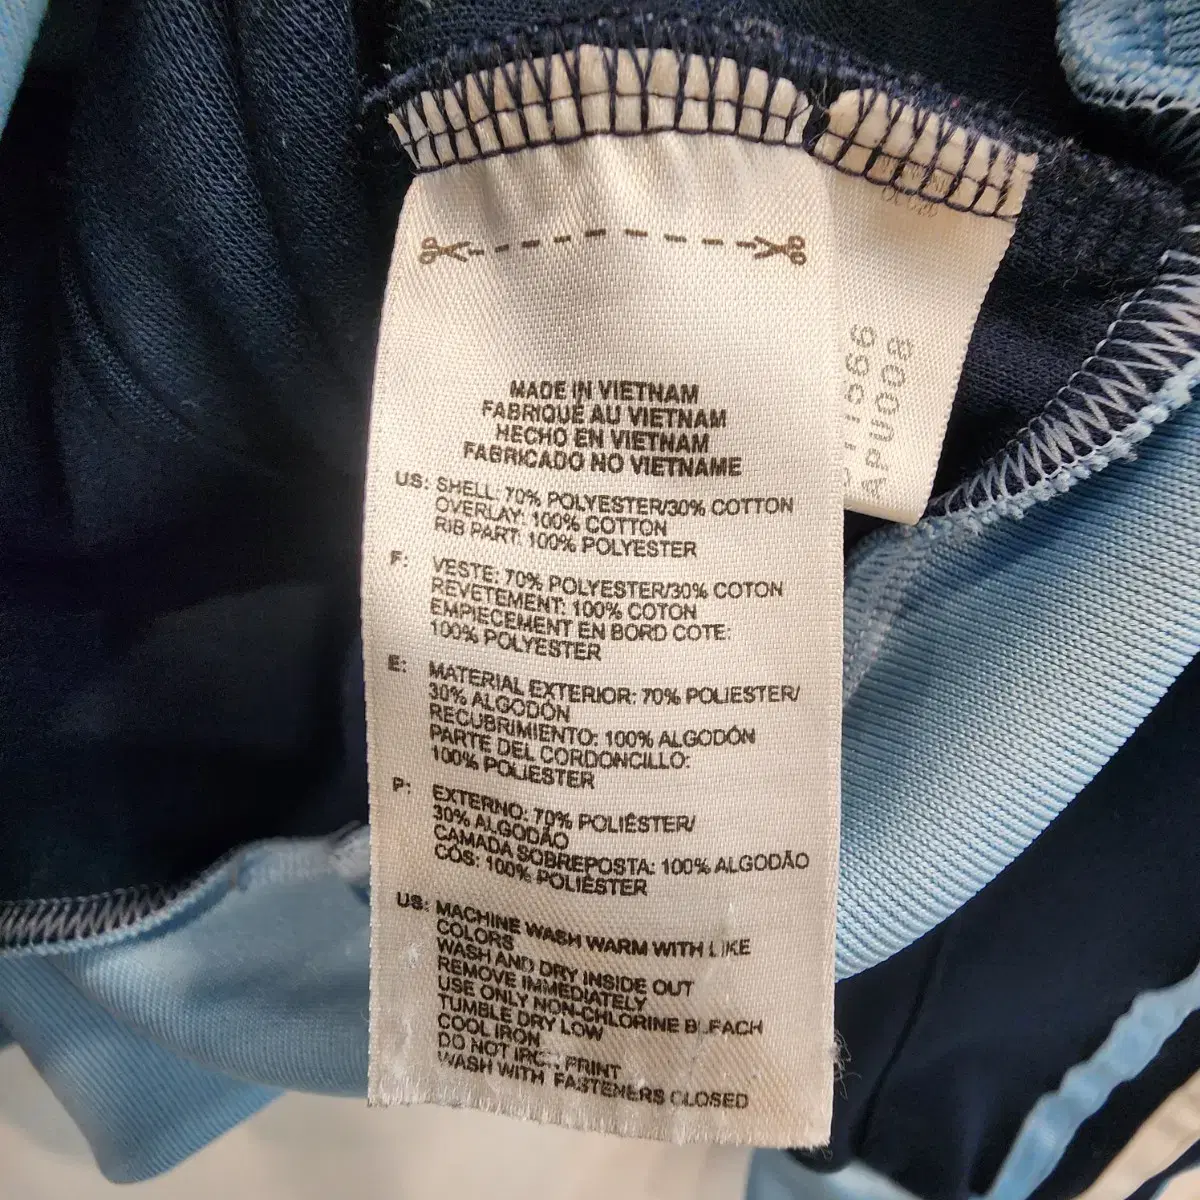 MADE IN VIETNAM
FABRIQUÉ AU VIETNAM
HECHO EN VIETNAM
FABRICADO NO VIETNAME
US: SHELL: 70% POLYESTER/30% COTTON
OVERLAY: 100% COTTON
RIB PART: 100% POLYESTER
F: VESTE: 70% POLYESTER/30% COTON
REVETEMENT: 100% COTON
EMPIECEMENT EN BORD COTE:
100% POLYESTER
E: MATERIAL EXTERIOR: 70% POLIESTER/
30% ALGODÓN
RECUBRIMIENTO: 100% ALGODÓN
PARTE DEL CORDONCILLO:
100% POLIESTER
P: EXTERNO: 70% POLIÉSTER/
30% ALGODÃO
CAMADA SOBREPOSTA: 100% ALGODÃO
CÓS: 100% POLIÉSTER
US: MACHINE WASH WARM WITH LIKE
COLORS
WASH AND DRY INSIDE OUT
REMOVE IMMEDIATELY
USE ONLY NON-CHLORINE BLEACH
TUMBLE DRY LOW
COOL IRON
DO NOT IRON PRINT
WASH WITH FASTENERS CLOSED
APU008